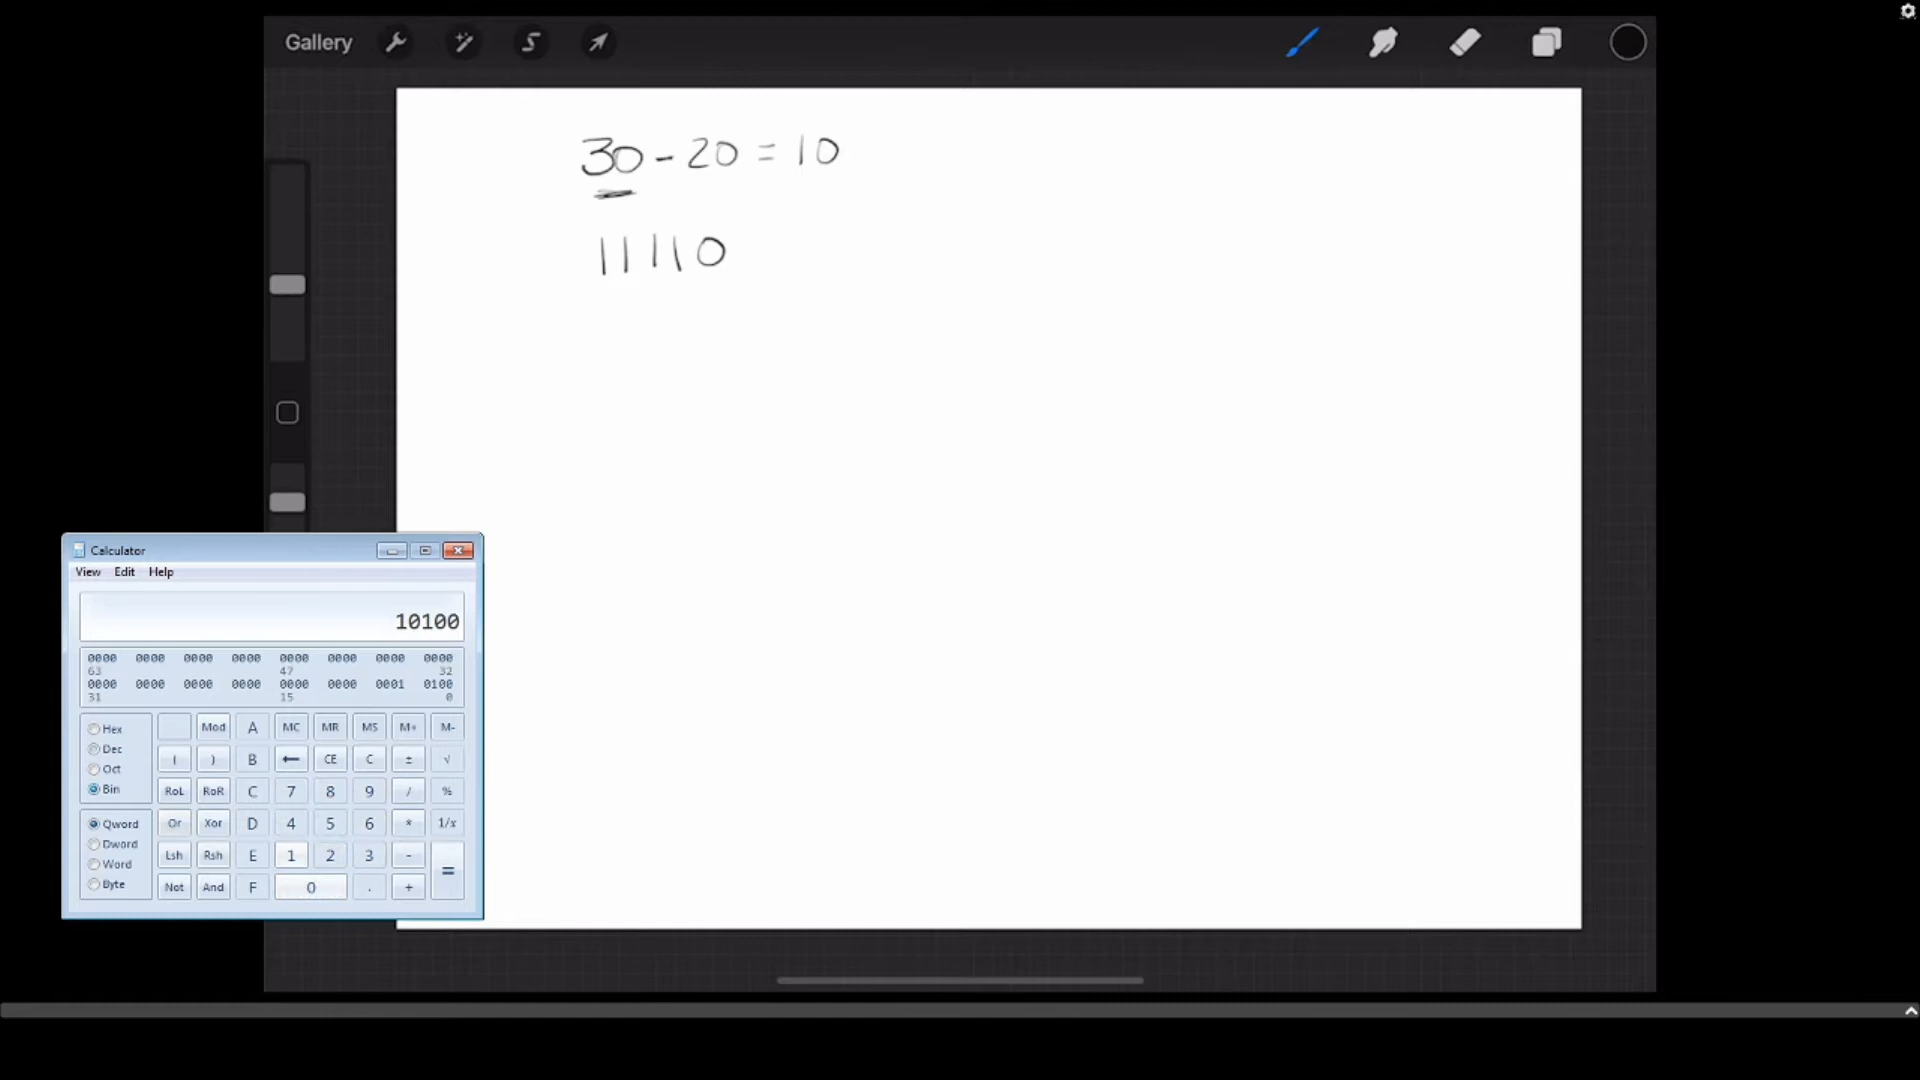 Gallery
30 - 20 = 10
11110
Calculator
View Edit Help
10100
0000 0000 0000 0000 0000 0000 0000 0000
63 47 32
0000 0000 0000 0000 0000 0000 0001 0100
31 15 0
Hex
Dec
Oct
Bin
Qword
Dword
Word
Byte
Mod A MC MR MS M+ M-
( ) B ← CE C ± √
RoL RoR C 7 8 9 / %
Or Xor D 4 5 6 * 1/x
Lsh Rsh E 1 2 3 - =
Not And F 0 . +